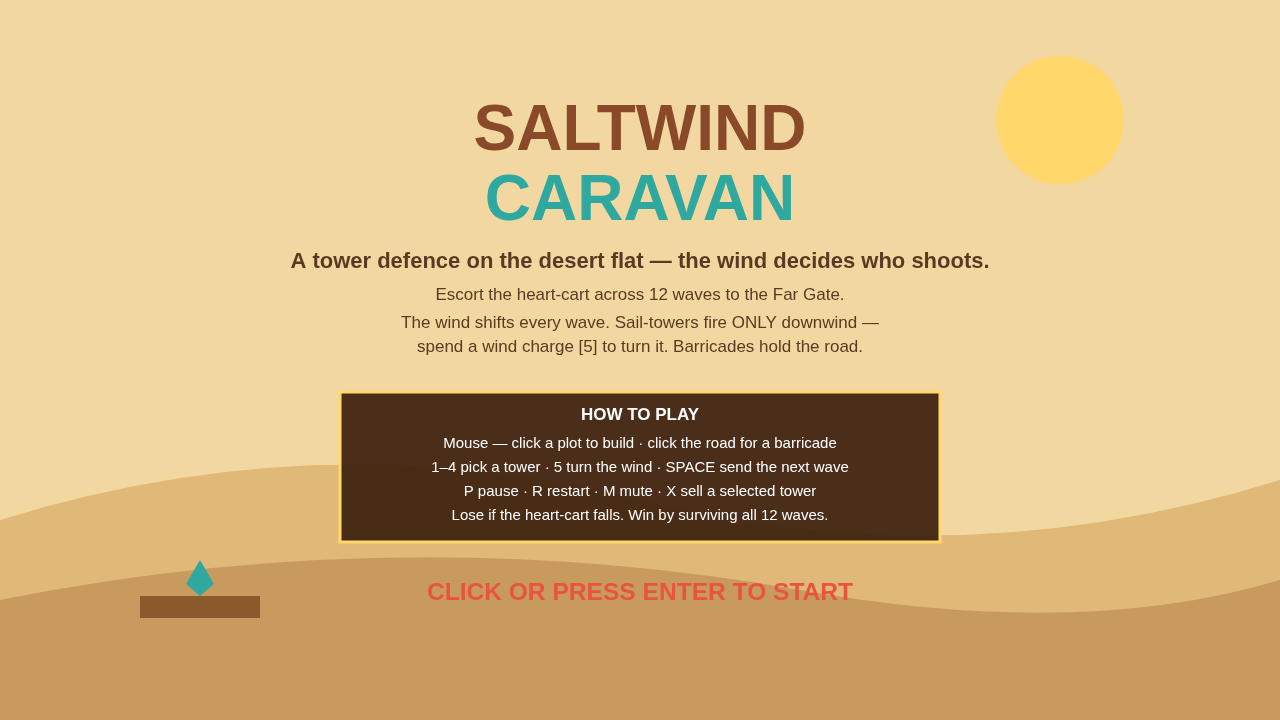 SALTWIND
CARAVAN
A tower defence on the desert flat — the wind decides who shoots.
Escort the heart-cart across 12 waves to the Far Gate.
The wind shifts every wave. Sail-towers fire ONLY downwind —
spend a wind charge [5] to turn it. Barricades hold the road.
HOW TO PLAY
Mouse — click a plot to build · click the road for a barricade
1–4 pick a tower · 5 turn the wind · SPACE send the next wave
P pause · R restart · M mute · X sell a selected tower
Lose if the heart-cart falls. Win by surviving all 12 waves.
CLICK OR PRESS ENTER TO START